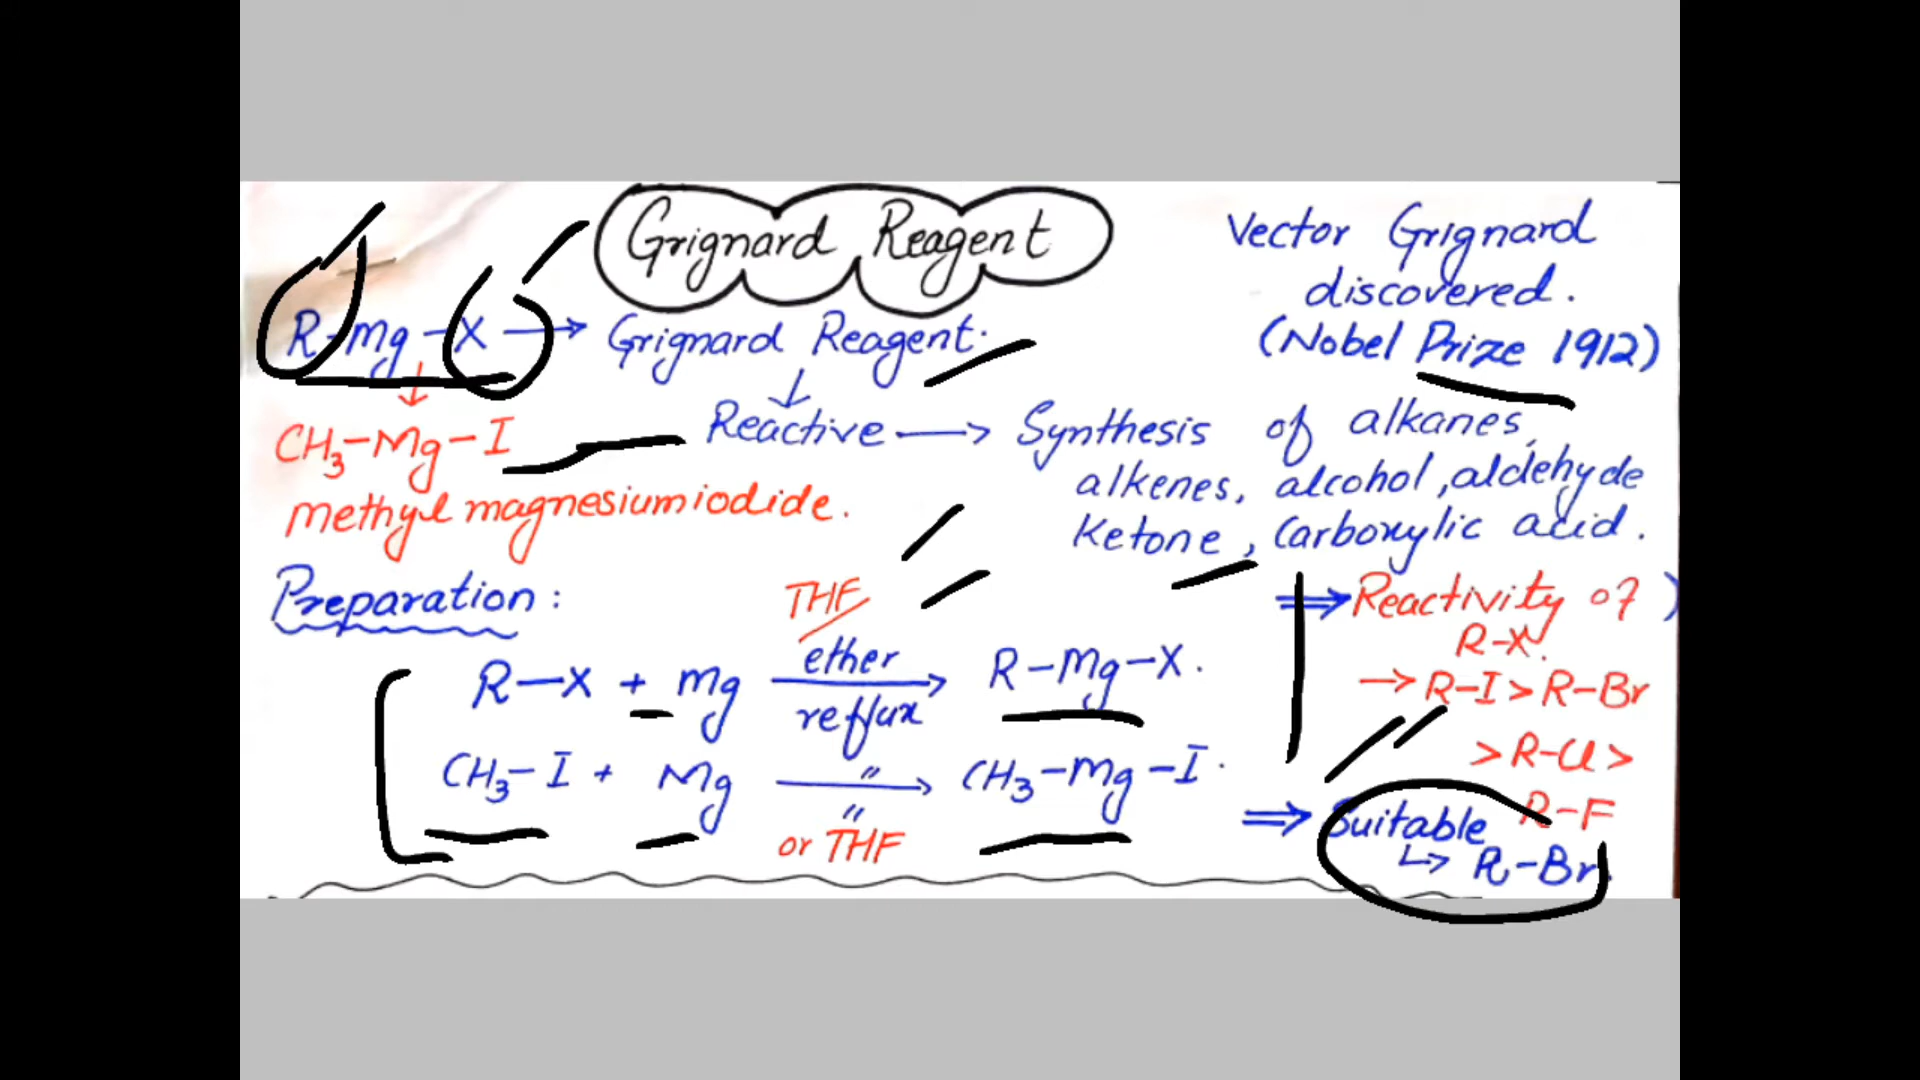 Grignard Reagent
Vector Grignard
discovered.
(Nobel Prize 1912)
R-Mg-X → Grignard Reagent.
↓
↓
CH₃-Mg-I
Reactive → Synthesis of alkanes,
alkenes, alcohol, aldehyde
Ketone, Carboxylic acid.
Methyl magnesium iodide.
Preparation:
THF
R-X + Mg ether → reflux R-Mg-X.
CH₃-I + Mg " → " CH₃-Mg-I.
or THF
⇒ Reactivity of
R-X.
→ R-I > R-Br
> R-Cl >
R-F
⇒ Suitable
↳ R-Br.